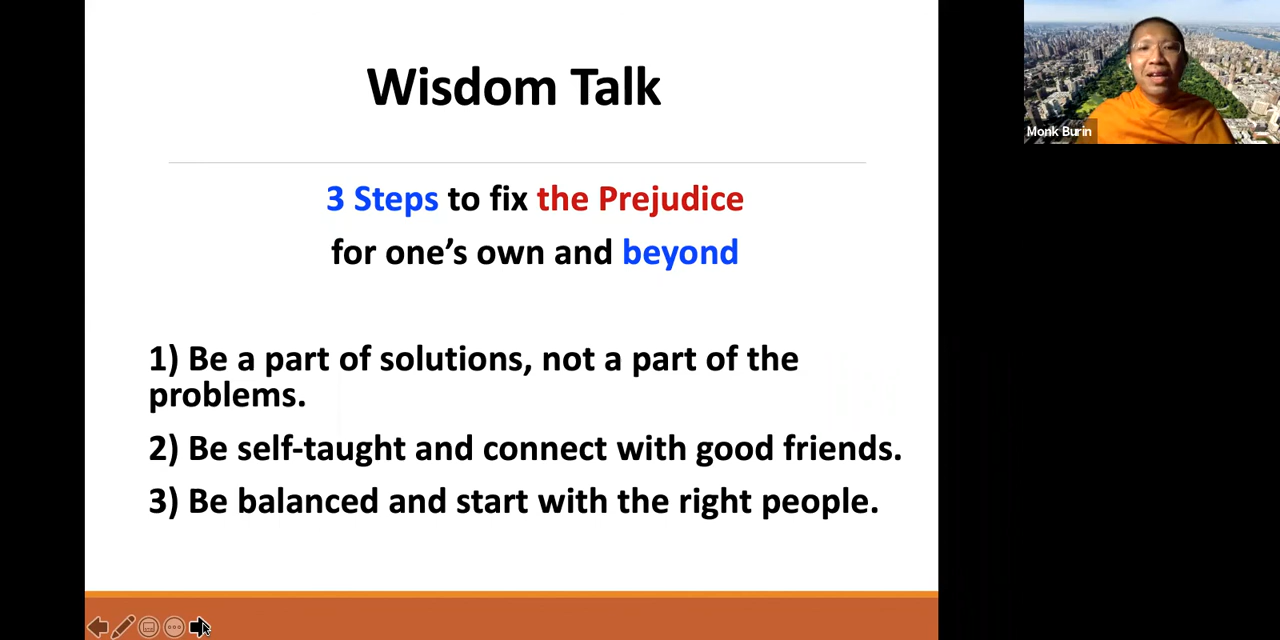 Wisdom Talk
3 Steps to fix the Prejudice
for one’s own and beyond
1) Be a part of solutions, not a part of the
problems.
2) Be self-taught and connect with good friends.
3) Be balanced and start with the right people.
Monk Burin